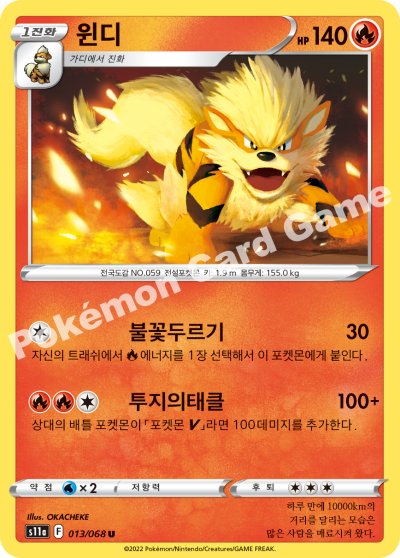 1진화 윈디 HP 140
가디에서 진화
전국도감 NO.059 전설포켓몬 키: 1.9 m 몸무게: 155.0 kg
Pokémon Card Game
불꽃두르기 30
자신의 트래쉬에서 에너지를 1장 선택해서 이 포켓몬에게 붙인다.
투지의태클 100+
상대의 배틀 포켓몬이 「포켓몬 V」라면 100데미지를 추가한다.
약점 ×2 저항력 후퇴
Illus. OKACHEKE
s11a F 013/068 U
하루 만에 10000km의
거리를 달리는 모습은
많은 사람을 매료시켜 왔다.
©2022 Pokémon/Nintendo/Creatures/GAME FREAK.